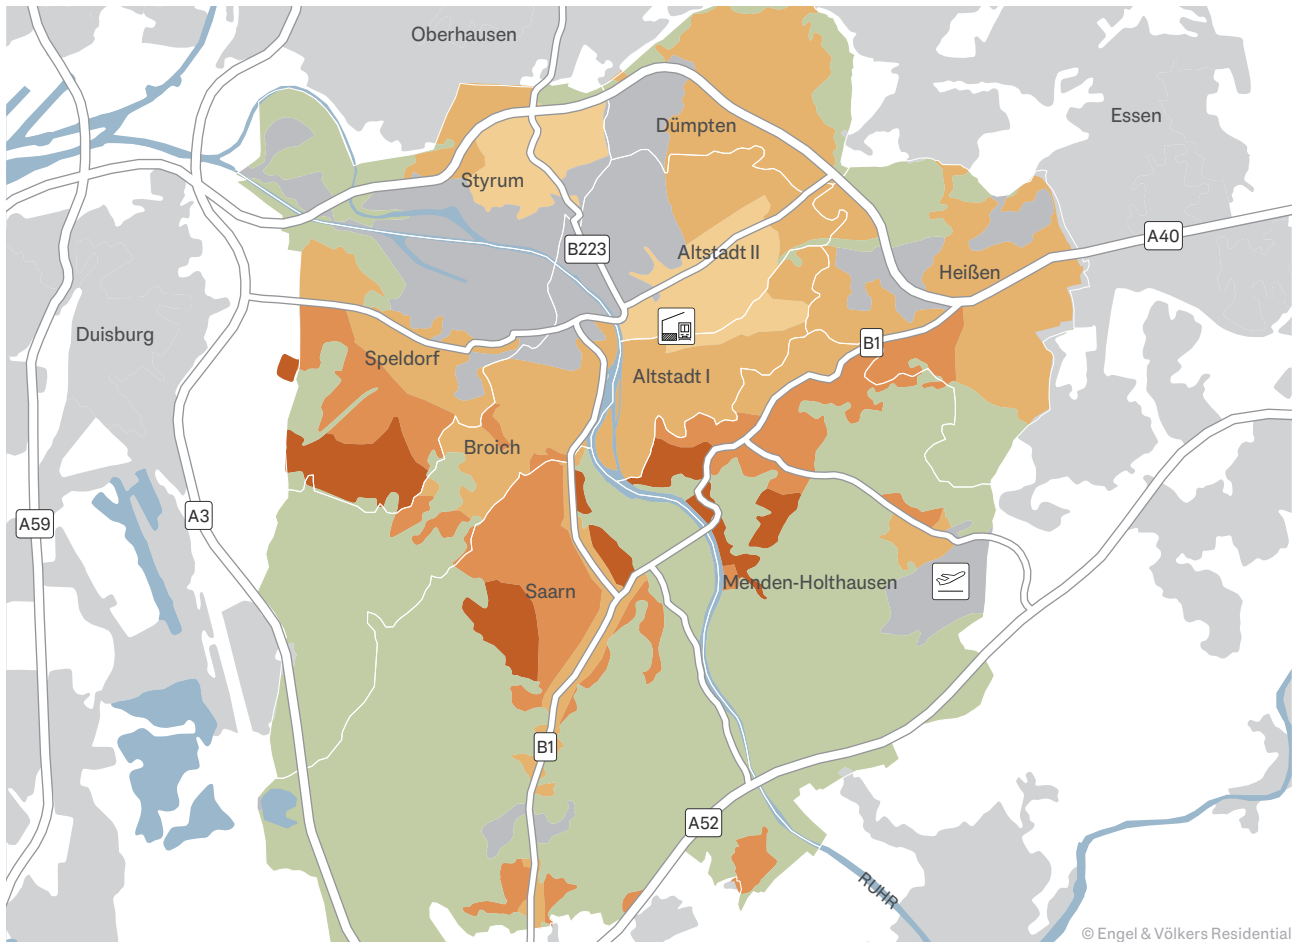 Oberhausen
Essen
Dümpten
Styrum
B223
Altstadt II
A40
Heißen
Duisburg
Speldorf
B1
Altstadt I
Broich
A59
A3
Saarn
Menden-Holthausen
B1
A52
RUHR
© Engel & Völkers Residential